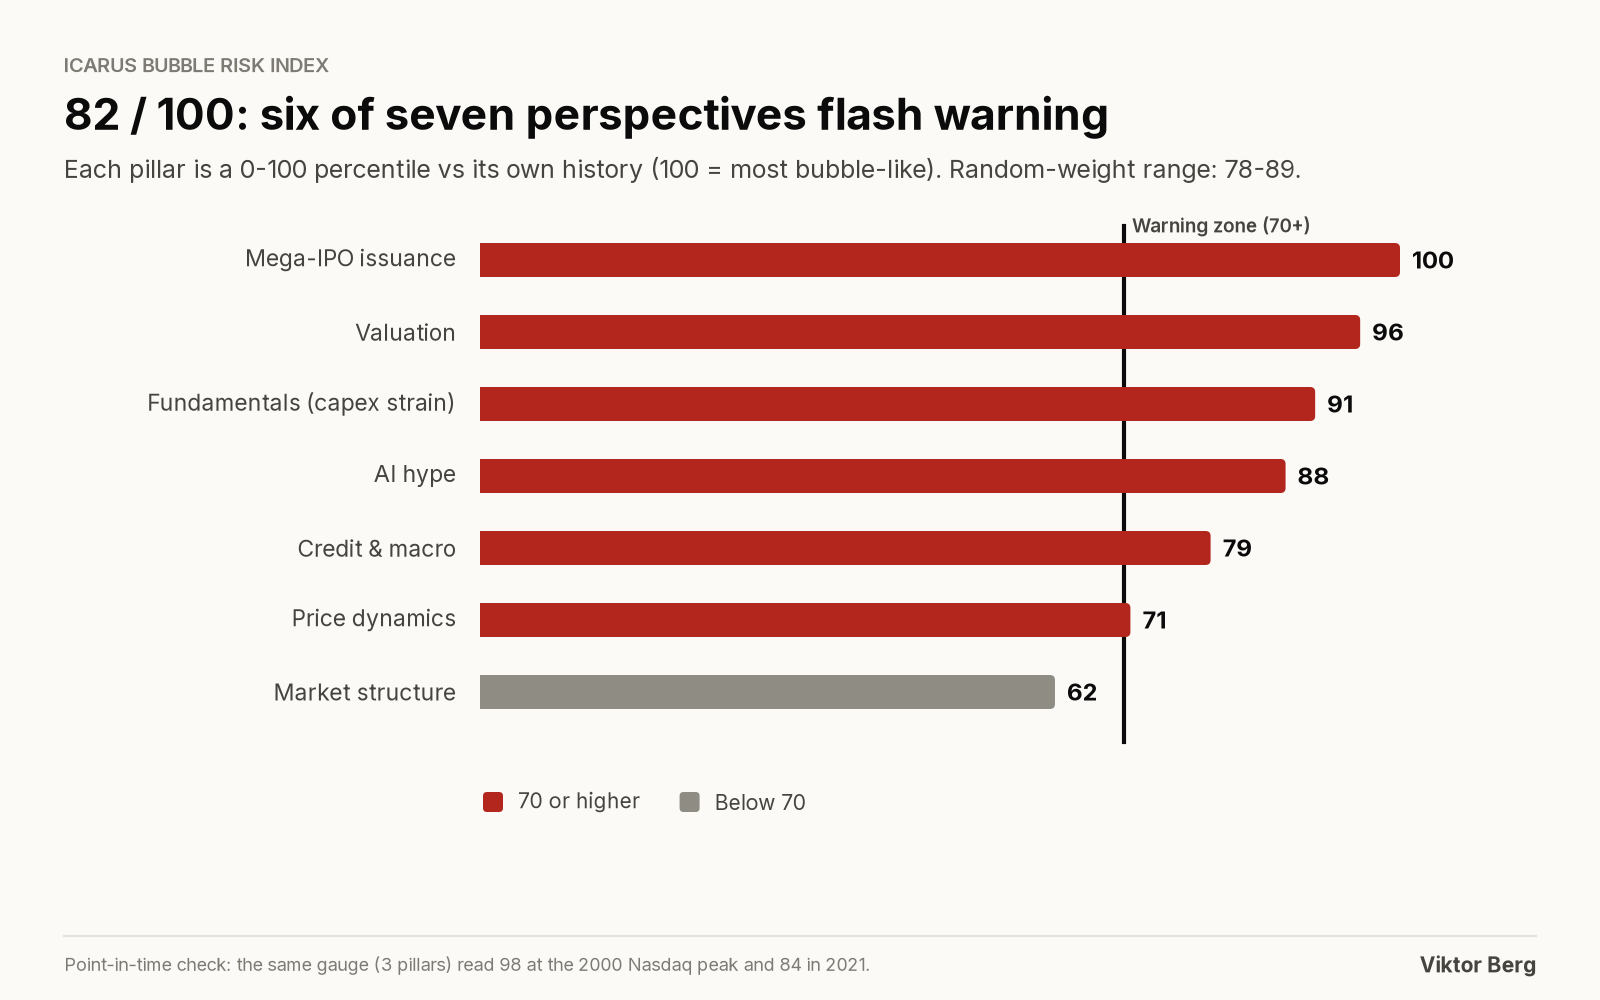 ICARUS BUBBLE RISK INDEX
82 / 100: six of seven perspectives flash warning
Each pillar is a 0-100 percentile vs its own history (100 = most bubble-like). Random-weight range: 78-89.
Warning zone (70+)
Mega-IPO issuance 100
Valuation 96
Fundamentals (capex strain) 91
AI hype 88
Credit & macro 79
Price dynamics 71
Market structure 62
70 or higher Below 70
Point-in-time check: the same gauge (3 pillars) read 98 at the 2000 Nasdaq peak and 84 in 2021.
Viktor Berg